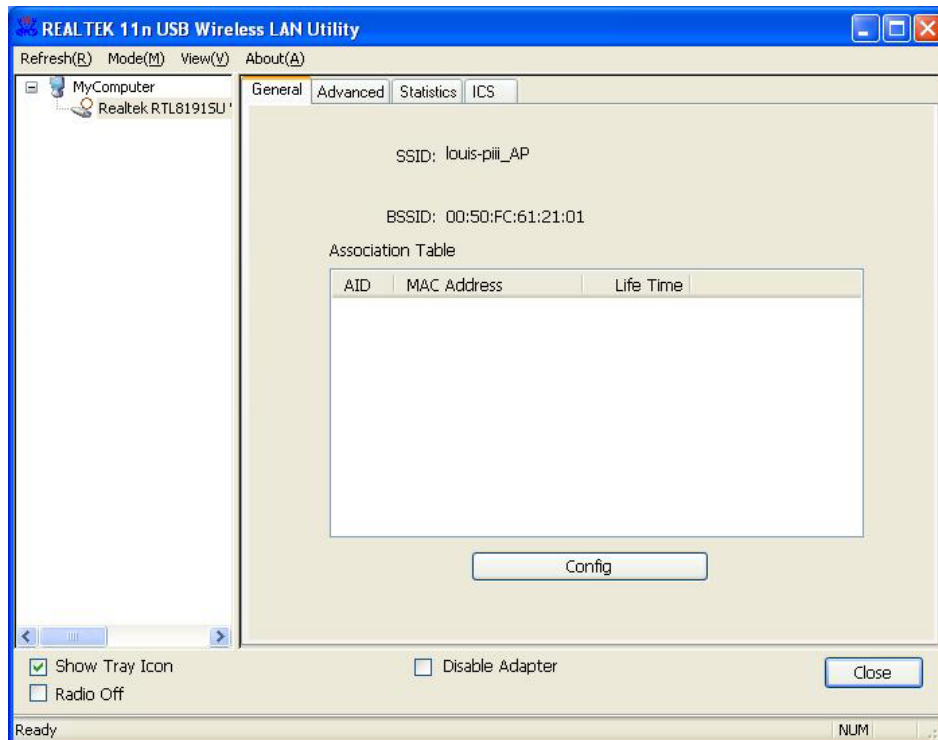 REALTEK 11n USB Wireless LAN Utility
Refresh(R) Mode(M) View(V) About(A)
MyComputer
Realtek RTL8191SU '
General Advanced Statistics ICS
SSID: louis-piii_AP
BSSID: 00:50:FC:61:21:01
Association Table
AID MAC Address Life Time
Config
Show Tray Icon
Radio Off
Disable Adapter
Close
Ready
NUM